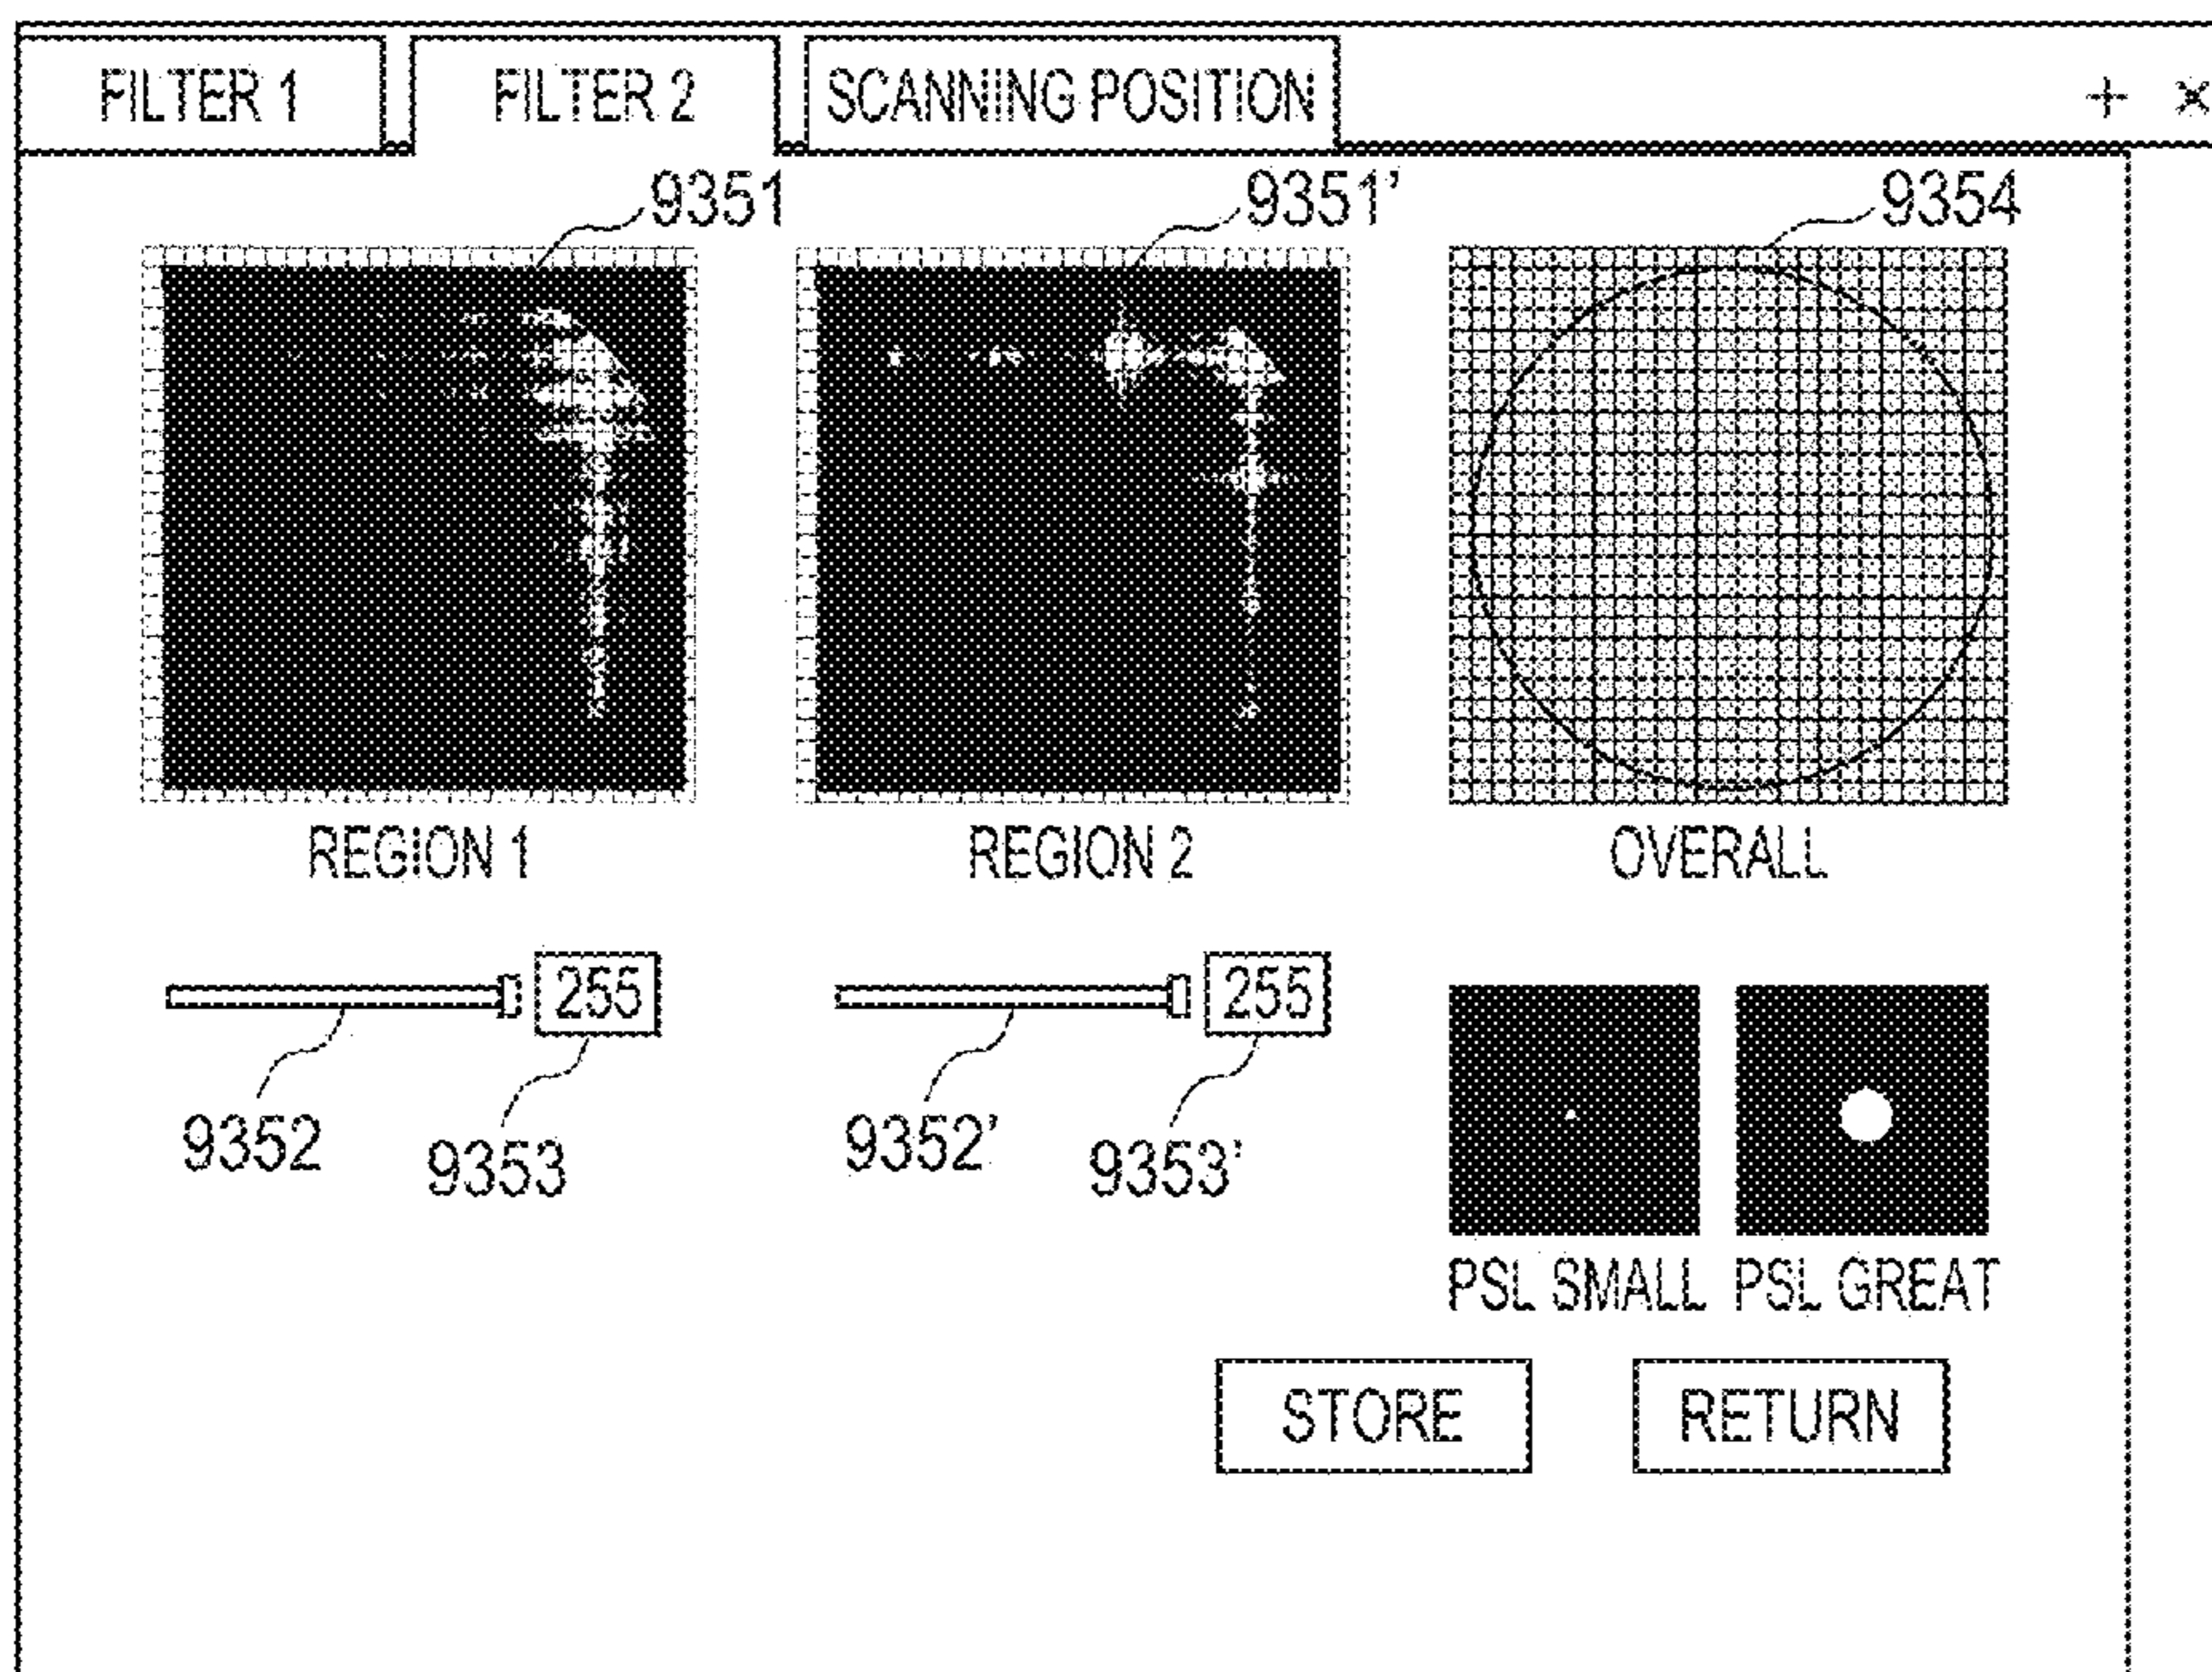 FILTER 1 FILTER 2 SCANNING POSITION + ×
9351 9351' 9354
REGION 1 REGION 2 OVERALL
255 255
9352 9353 9352' 9353'
PSL SMALL PSL GREAT
STORE RETURN